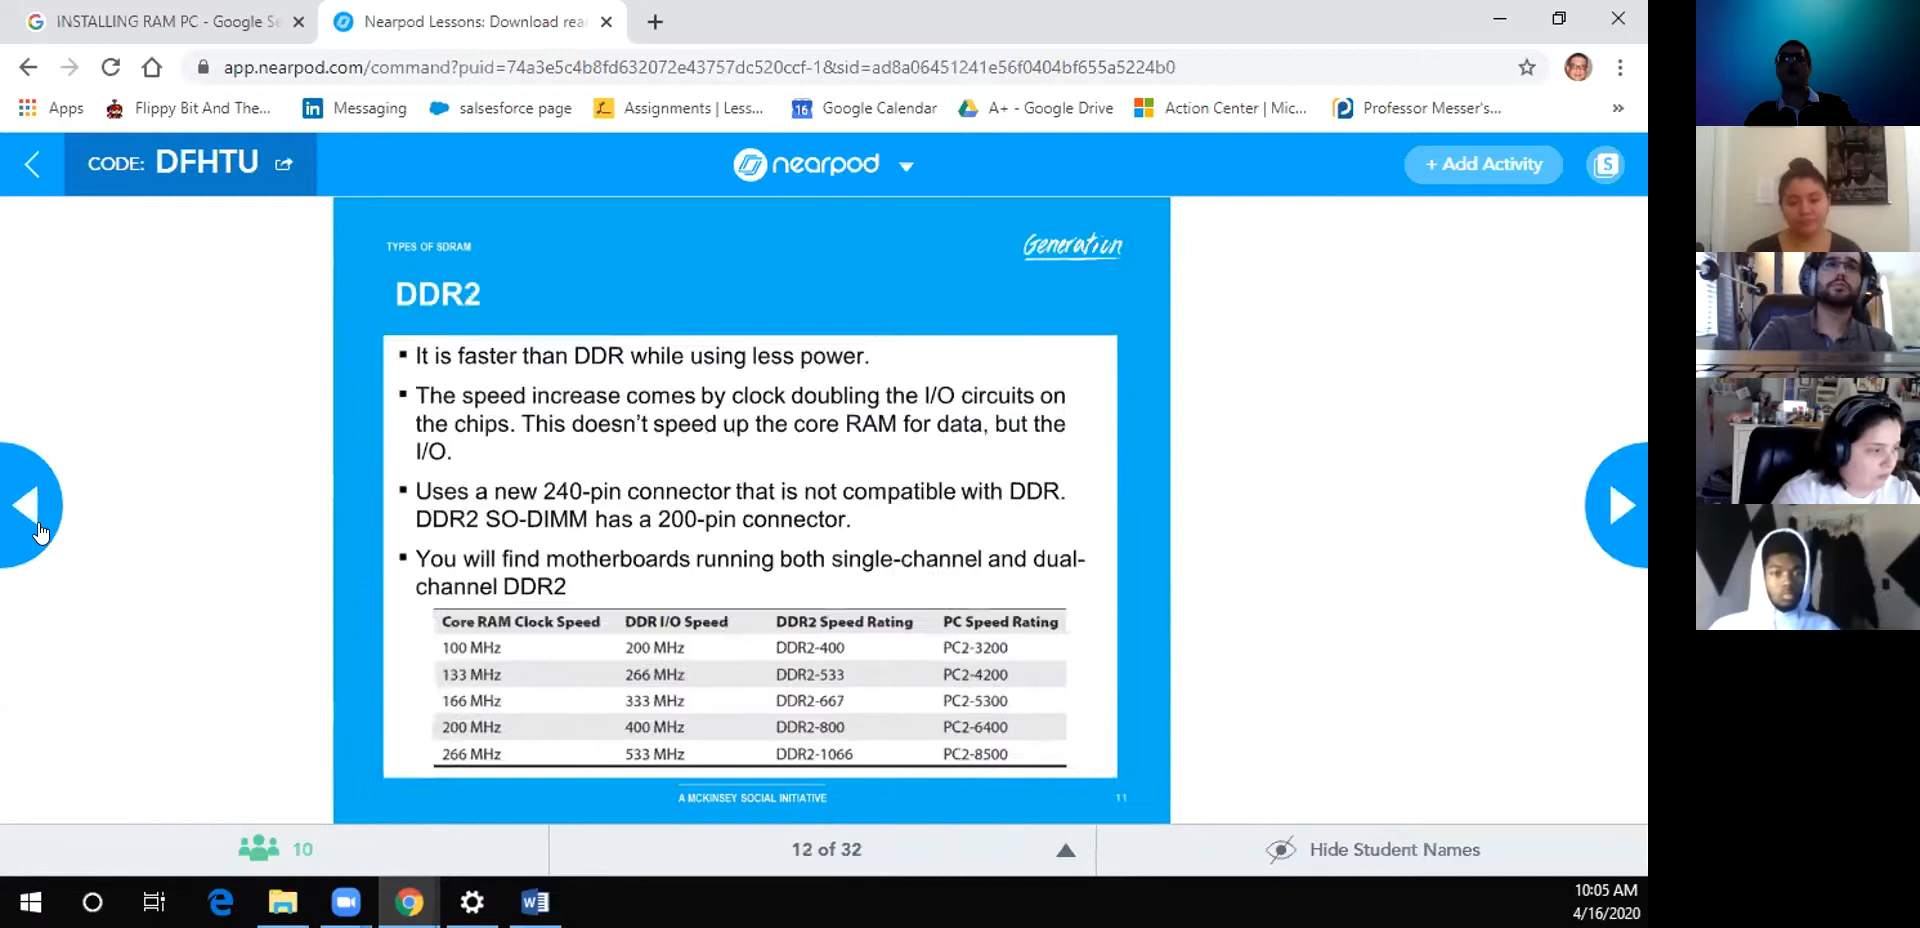 INSTALLING RAM PC - Google Se
Nearpod Lessons: Download rea
app.nearpod.com/command?puid=74a3e5c4b8fd632072e43757dc520ccf-1&sid=ad8a06451241e56f0404bf655a5224b0
Apps
Flippy Bit And The...
Messaging
salsesforce page
Assignments | Less...
16
Google Calendar
A+ - Google Drive
Action Center | Mic...
Professor Messer's...
CODE: DFHTU
nearpod
+ Add Activity
S
TYPES OF SDRAM
Generation
DDR2
▪ It is faster than DDR while using less power.
▪ The speed increase comes by clock doubling the I/O circuits on
the chips. This doesn't speed up the core RAM for data, but the
I/O.
▪ Uses a new 240-pin connector that is not compatible with DDR.
DDR2 SO-DIMM has a 200-pin connector.
▪ You will find motherboards running both single-channel and dual-
channel DDR2
Core RAM Clock Speed DDR I/O Speed DDR2 Speed Rating PC Speed Rating
100 MHz 200 MHz DDR2-400 PC2-3200
133 MHz 266 MHz DDR2-533 PC2-4200
166 MHz 333 MHz DDR2-667 PC2-5300
200 MHz 400 MHz DDR2-800 PC2-6400
266 MHz 533 MHz DDR2-1066 PC2-8500
A MCKINSEY SOCIAL INITIATIVE
11
10
12 of 32
Hide Student Names
10:05 AM
4/16/2020